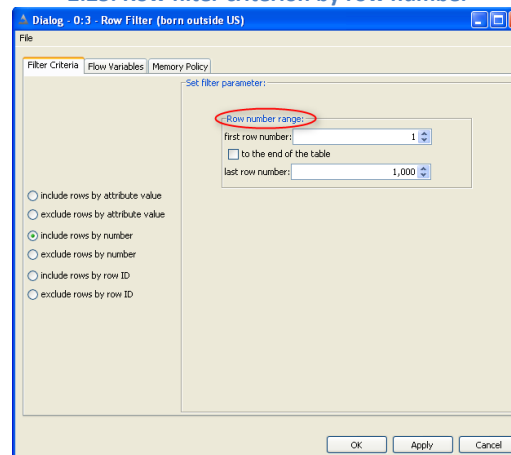 Dialog - 0:3 - Row Filter (born outside US)
File
Filter Criteria Flow Variables Memory Policy
Set filter parameter:
Row number range:
first row number: 1
to the end of the table
last row number: 1,000
include rows by attribute value
exclude rows by attribute value
include rows by number
exclude rows by number
include rows by row ID
exclude rows by row ID
OK Apply Cancel